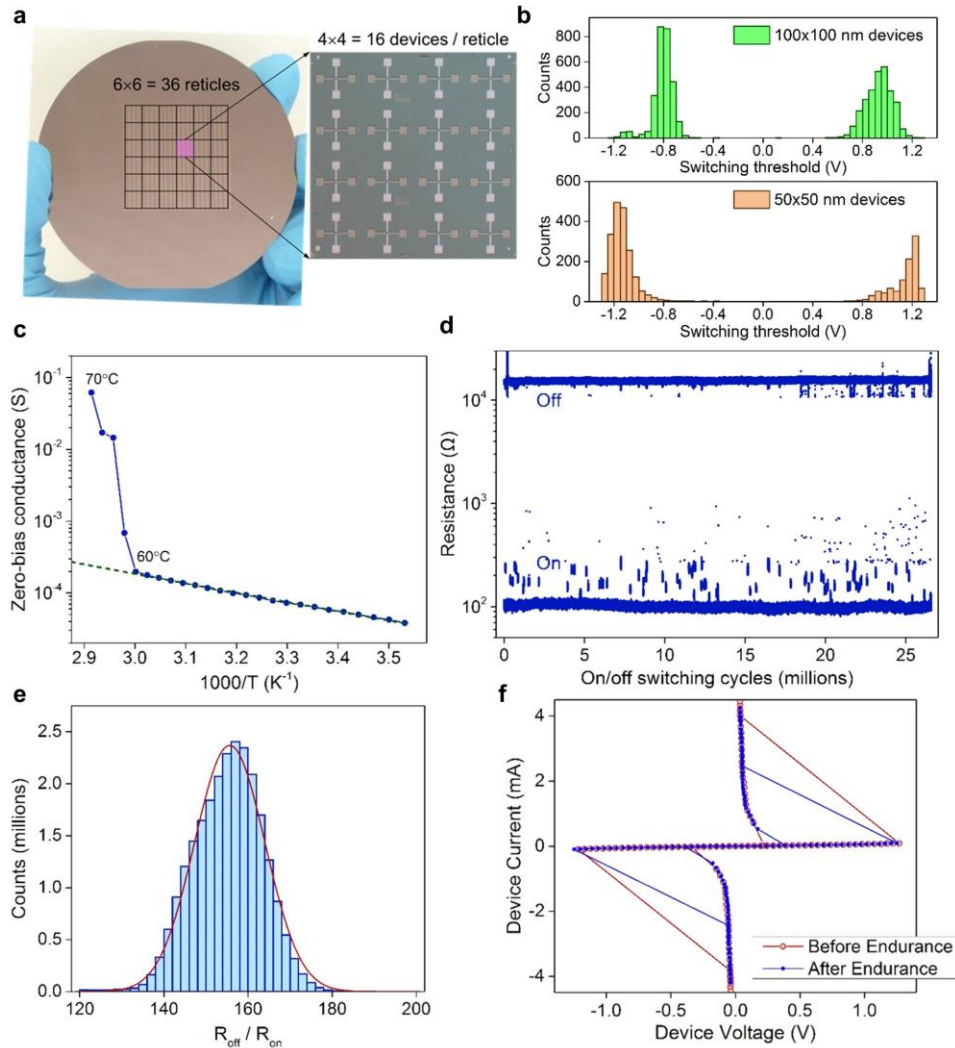 a
4×4 = 16 devices / reticle
6×6 = 36 reticles
b
100x100 nm devices
Counts
800
600
400
200
0
-1.2 -0.8 -0.4 0.0 0.4 0.8 1.2
Switching threshold (V)
50x50 nm devices
Counts
600
400
200
0
-1.2 -0.8 -0.4 0.0 0.4 0.8 1.2
Switching threshold (V)
c
Zero-bias conductance (S)
10⁻¹
10⁻²
10⁻³
10⁻⁴
70°C
60°C
2.9 3.0 3.1 3.2 3.3 3.4 3.5
1000/T (K⁻¹)
d
Resistance (Ω)
10⁴
10³
10²
Off
On
0 5 10 15 20 25
On/off switching cycles (millions)
e
Counts (millions)
2.5
2.0
1.5
1.0
0.5
0.0
120 140 160 180 200
R_off / R_on
f
Device Current (mA)
4
2
0
-2
-4
Before Endurance
After Endurance
-1.0 -0.5 0.0 0.5 1.0
Device Voltage (V)